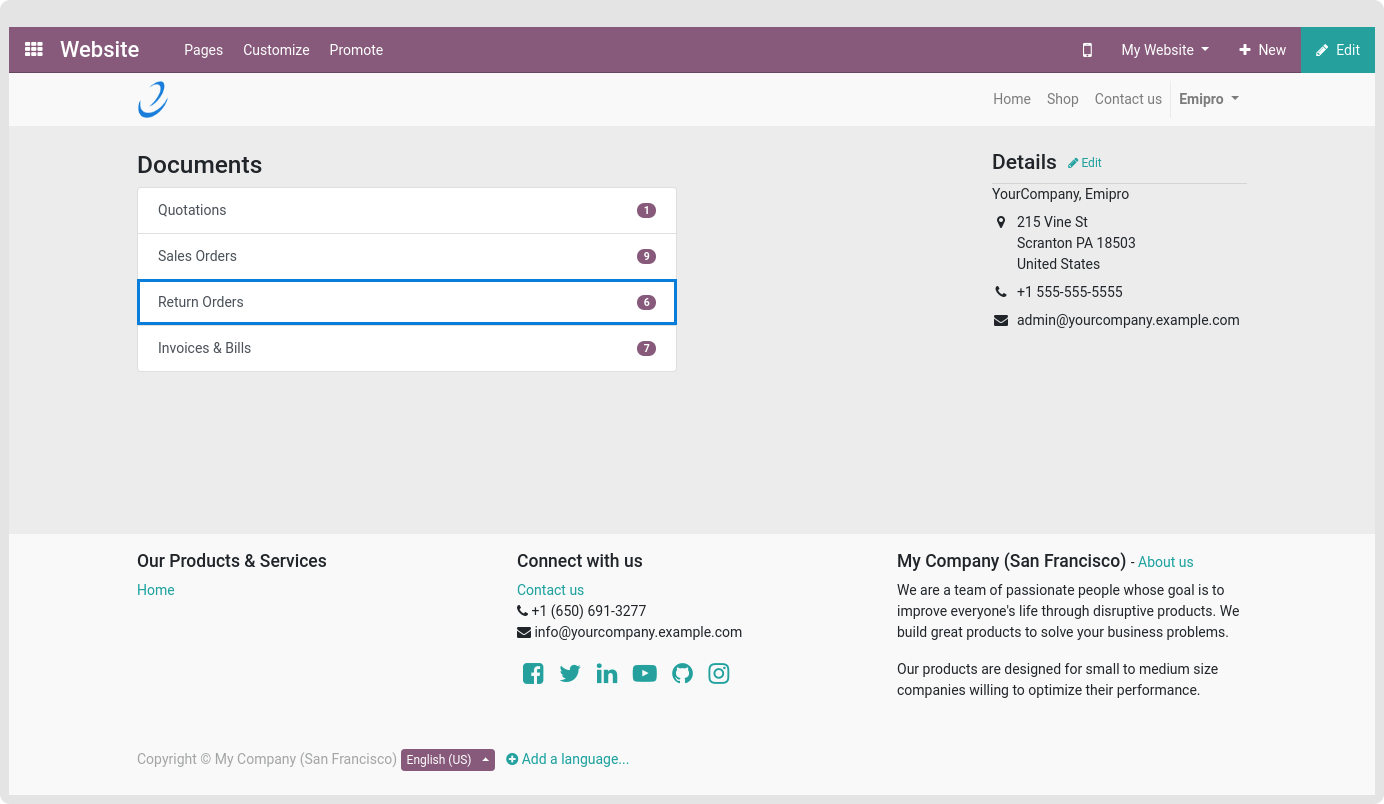 Website
Pages Customize Promote
My Website
New
Edit
Home Shop Contact us Emipro
Documents
Quotations 1
Sales Orders 9
Return Orders 6
Invoices & Bills 7
Details Edit
YourCompany, Emipro
215 Vine St
Scranton PA 18503
United States
+1 555-555-5555
admin@yourcompany.example.com
Our Products & Services
Home
Connect with us
Contact us
+1 (650) 691-3277
info@yourcompany.example.com
My Company (San Francisco) - About us
We are a team of passionate people whose goal is to
improve everyone's life through disruptive products. We
build great products to solve your business problems.
Our products are designed for small to medium size
companies willing to optimize their performance.
Copyright © My Company (San Francisco) English (US) Add a language...